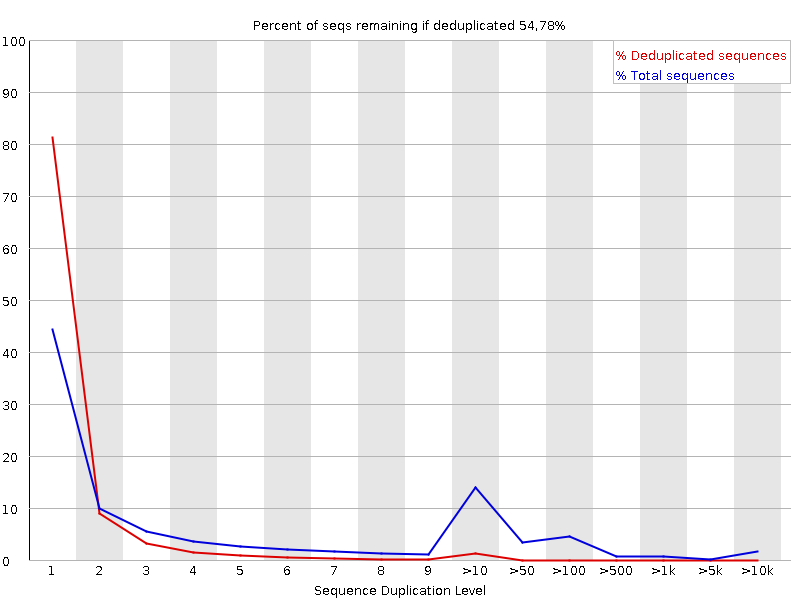 Percent of seqs remaining if deduplicated 54,78%
% Deduplicated sequences
% Total sequences
100
90
80
70
60
50
40
30
20
10
0
1 2 3 4 5 6 7 8 9 >10 >50 >100 >500 >1k >5k >10k
Sequence Duplication Level